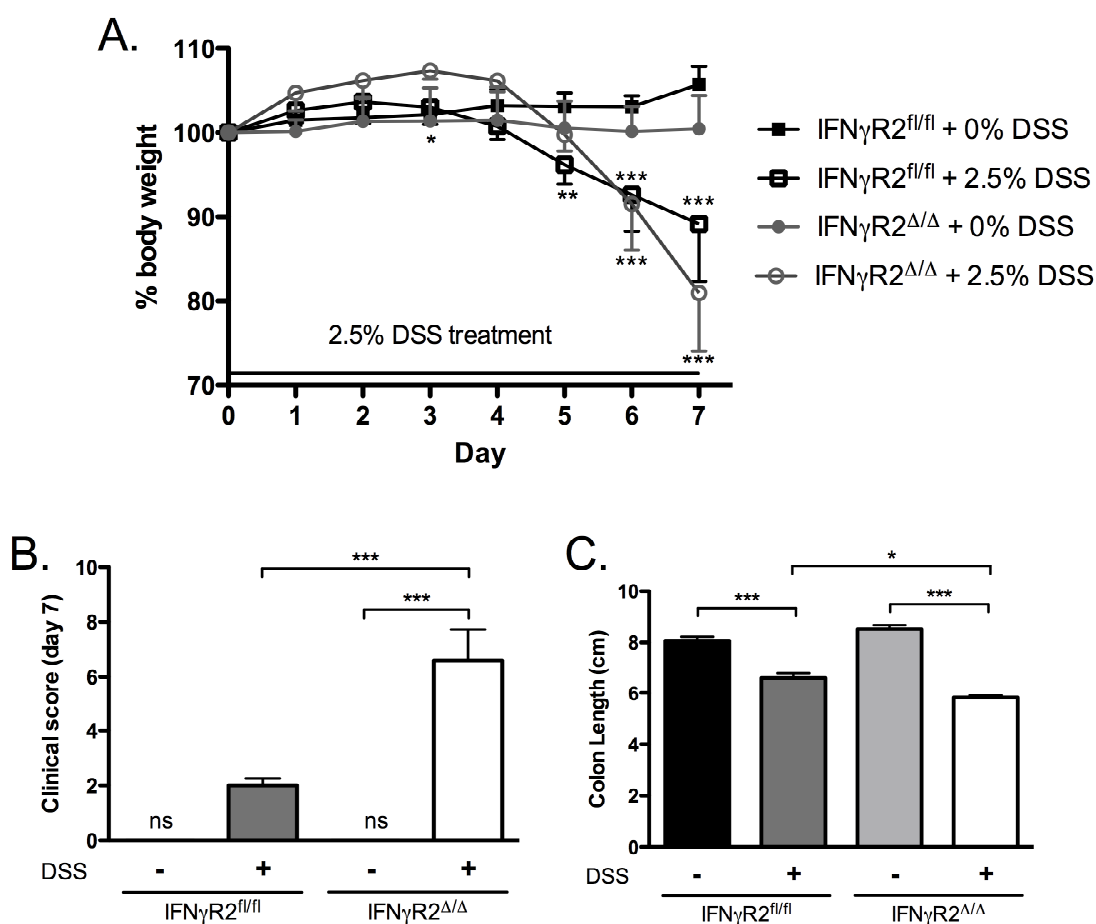 A.
110
100
90
80
70
% body weight
*
**
***
***
***
***
2.5% DSS treatment
0 1 2 3 4 5 6 7
Day
IFNγR2fl/fl + 0% DSS
IFNγR2fl/fl + 2.5% DSS
IFNγR2Δ/Δ + 0% DSS
IFNγR2Δ/Δ + 2.5% DSS
B.
10
8
6
4
2
0
Clinical score (day 7)
***
***
ns
ns
DSS - + - +
IFNγR2fl/fl IFNγR2Δ/Δ
C.
10
8
6
4
2
0
Colon Length (cm)
*
***
***
DSS - + - +
IFNγR2fl/fl IFNγR2Δ/Δ